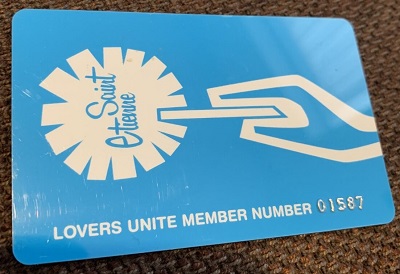 Saint
etienne
LOVERS UNITE MEMBER NUMBER 01587